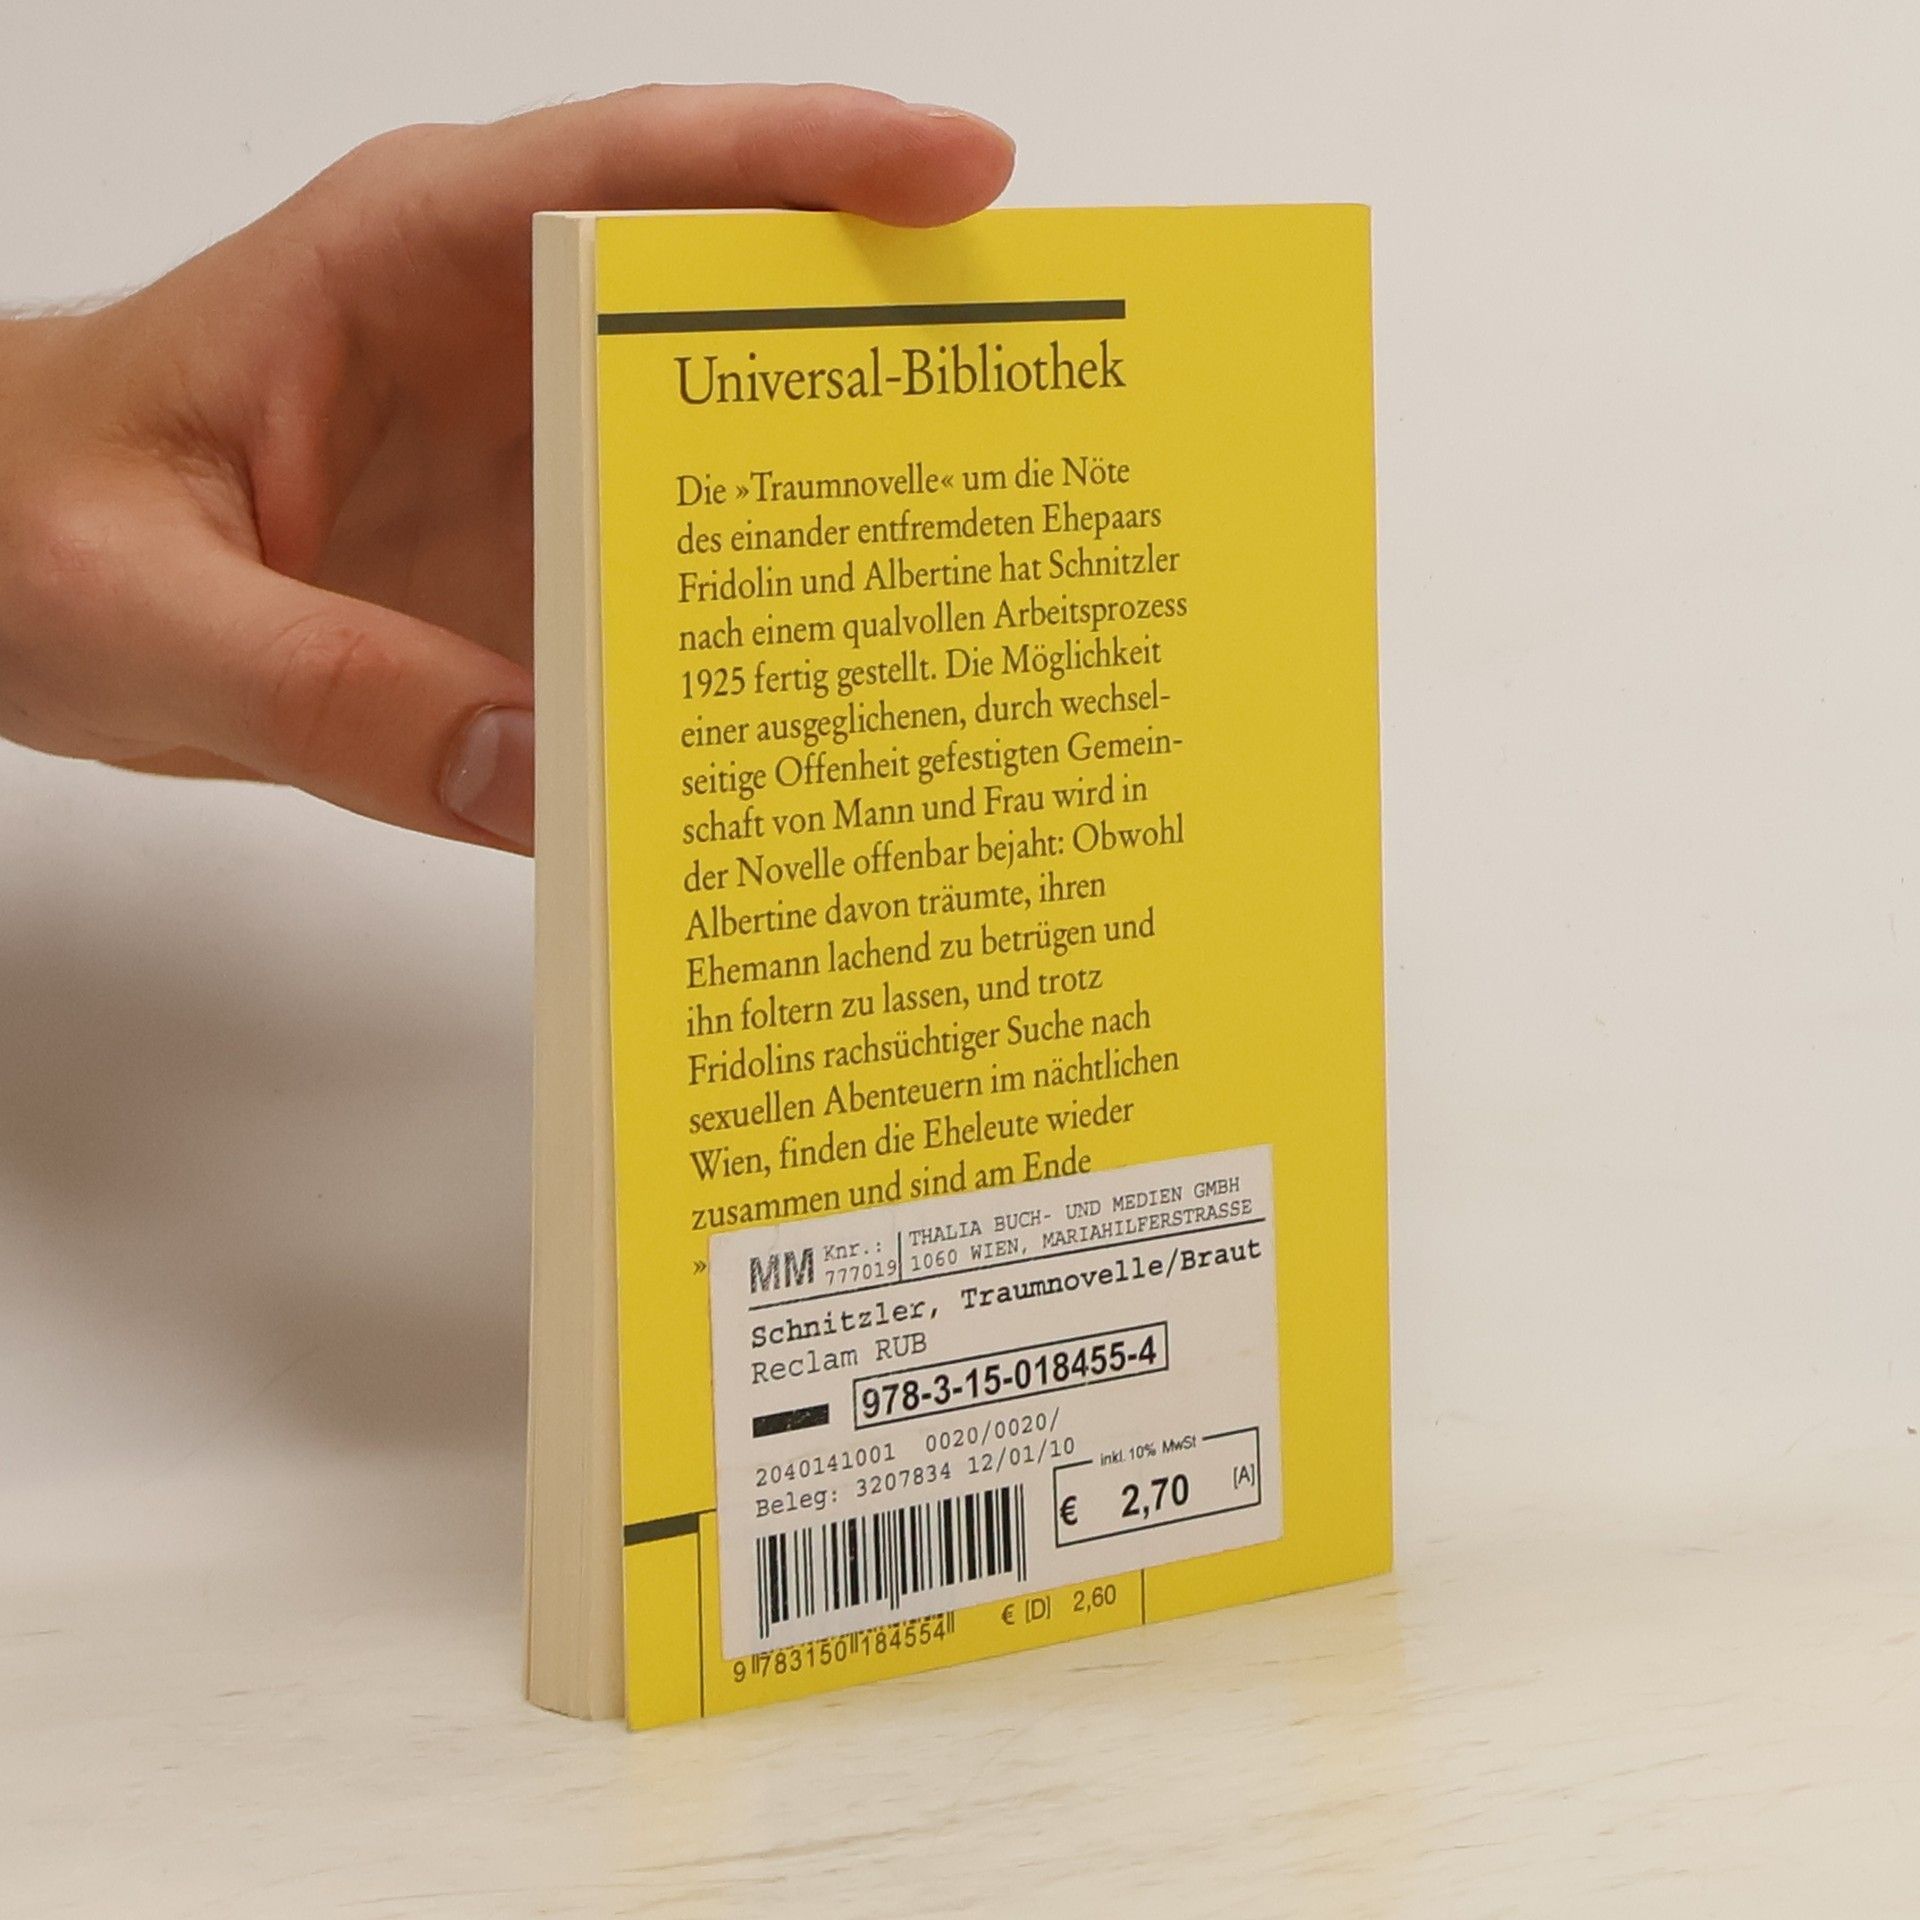 Universal-Bibliothek
Die »Traumnovelle« um die Nöte
des einander entfremdeten Ehepaars
Fridolin und Albertine hat Schnitzler
nach einem qualvollen Arbeitsprozess
1925 fertig gestellt. Die Möglichkeit
einer ausgeglichenen, durch wechsel-
seitige Offenheit gefestigten Gemein-
schaft von Mann und Frau wird in
der Novelle offenbar bejaht: Obwohl
Albertine davon träumte, ihren
Ehemann lachend zu betrügen und
ihn foltern zu lassen, und trotz
Fridolins rachsüchtiger Suche nach
sexuellen Abenteuern im nächtlichen
Wien, finden die Eheleute wieder
zusammen und sind am Ende
»
MM Knr.: 777019
THALIA BUCH- UND MEDIEN GMBH
1060 WIEN, MARIAHILFERSTRASSE
Schnitzler, Traumnovelle/Braut
Reclam RUB
978-3-15-018455-4
2040141001 0020/0020/
Beleg: 3207834 12/01/10
inkl. 10% MwSt
€ 2,70 [A]
9 783150 184554
€ [D] 2,60